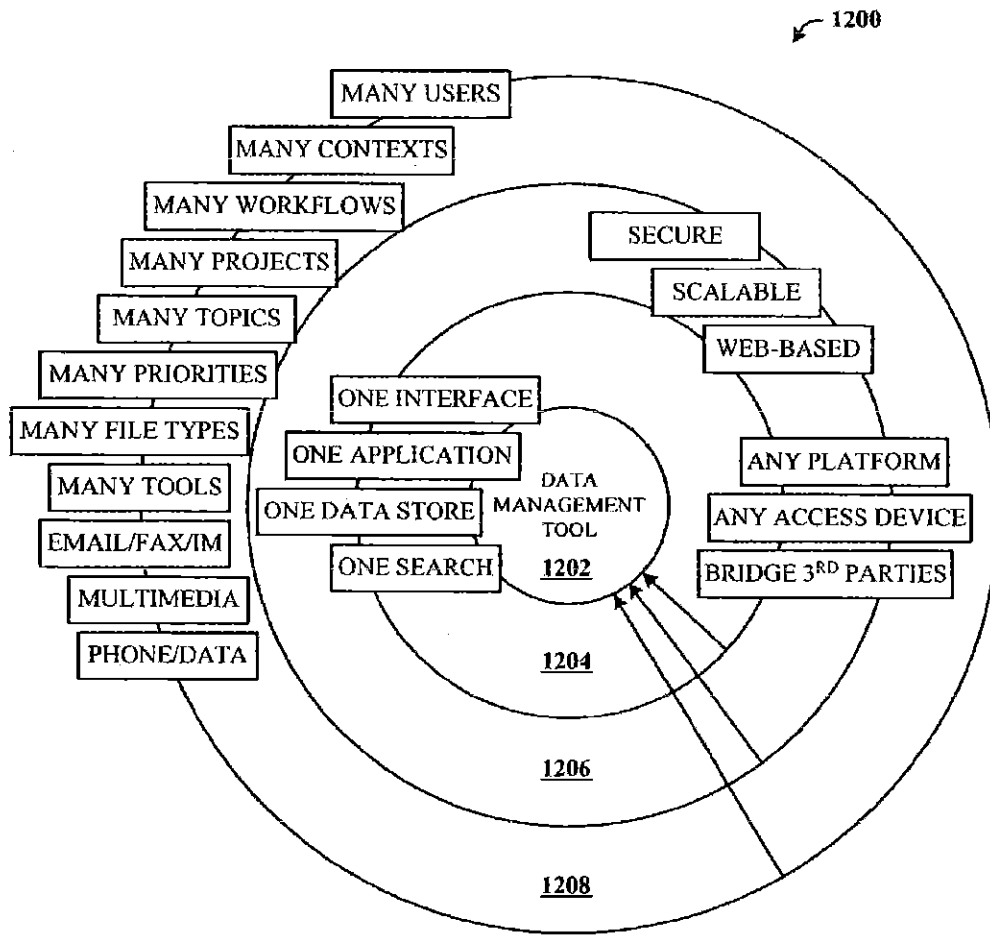 1200
MANY USERS
MANY CONTEXTS
MANY WORKFLOWS
MANY PROJECTS
MANY TOPICS
MANY PRIORITIES
MANY FILE TYPES
MANY TOOLS
EMAIL/FAX/IM
MULTIMEDIA
PHONE/DATA
SECURE
SCALABLE
WEB-BASED
ONE INTERFACE
ONE APPLICATION
ONE DATA STORE
ONE SEARCH
DATA
MANAGEMENT
TOOL
1202
ANY PLATFORM
ANY ACCESS DEVICE
BRIDGE 3RD PARTIES
1204
1206
1208